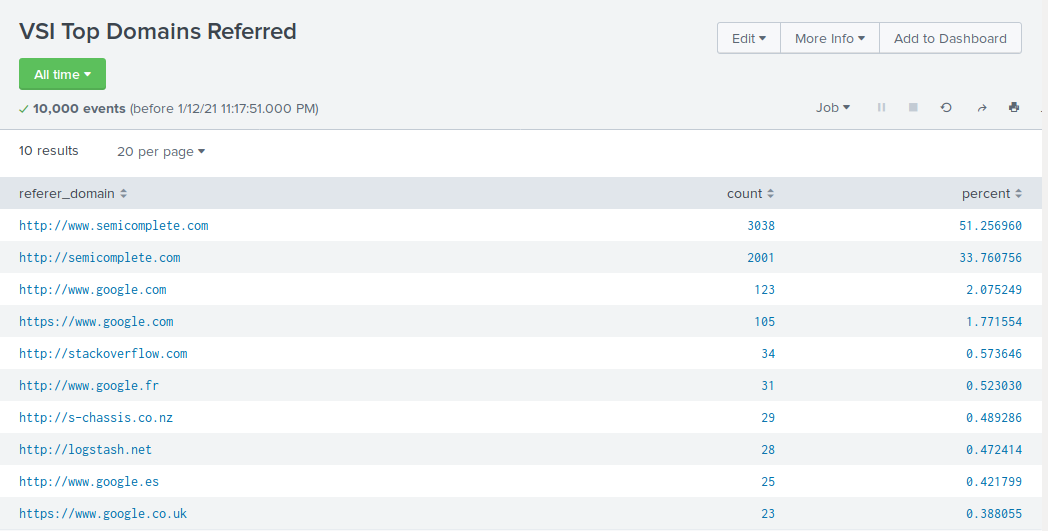 VSI Top Domains Referred
Edit More Info Add to Dashboard
All time
10,000 events (before 1/12/21 11:17:51.000 PM)
Job
10 results 20 per page
referer_domain count percent
http://www.semicomplete.com 3038 51.256960
http://semicomplete.com 2001 33.760756
http://www.google.com 123 2.075249
https://www.google.com 105 1.771554
http://stackoverflow.com 34 0.573646
http://www.google.fr 31 0.523030
http://s-chassis.co.nz 29 0.489286
http://logstash.net 28 0.472414
http://www.google.es 25 0.421799
https://www.google.co.uk 23 0.388055